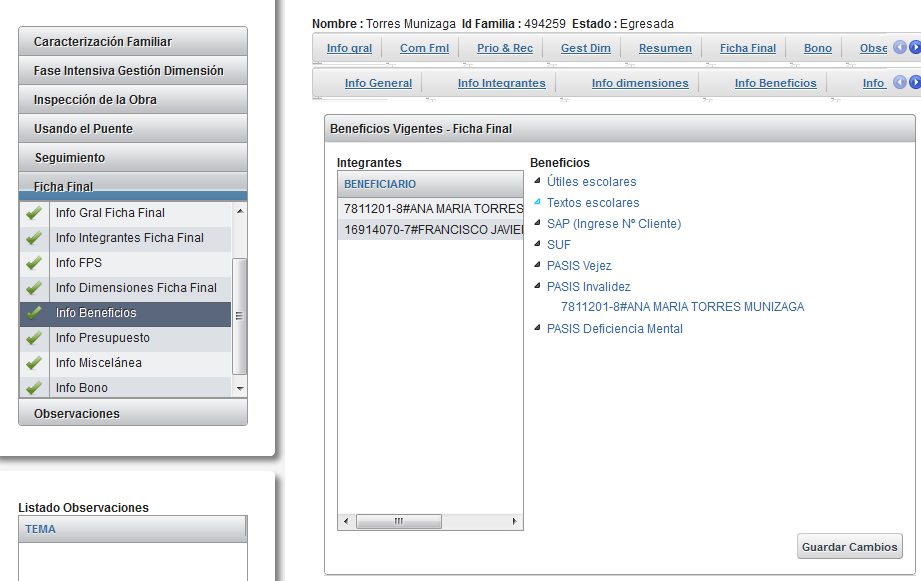 Nombre : Torres Munizaga Id Familia : 494259 Estado : Egresada
Caracterización Familiar
Fase Intensiva Gestión Dimensión
Inspección de la Obra
Usando el Puente
Seguimiento
Ficha Final
Info Gral Ficha Final
Info Integrantes Ficha Final
Info FPS
Info Dimensiones Ficha Final
Info Beneficios
Info Presupuesto
Info Miscelánea
Info Bono
Observaciones
Listado Observaciones
TEMA
Info gral Com Fml Prio & Rec Gest Dim Resumen Ficha Final Bono Obse
Info General Info Integrantes Info dimensiones Info Beneficios Info
Beneficios Vigentes - Ficha Final
Integrantes
BENEFICIARIO
7811201-8#ANA MARIA TORRES
16914070-7#FRANCISCO JAVIE
Beneficios
Útiles escolares
Textos escolares
SAP (Ingrese Nº Cliente)
SUF
PASIS Vejez
PASIS Invalidez
7811201-8#ANA MARIA TORRES MUNIZAGA
PASIS Deficiencia Mental
Guardar Cambios